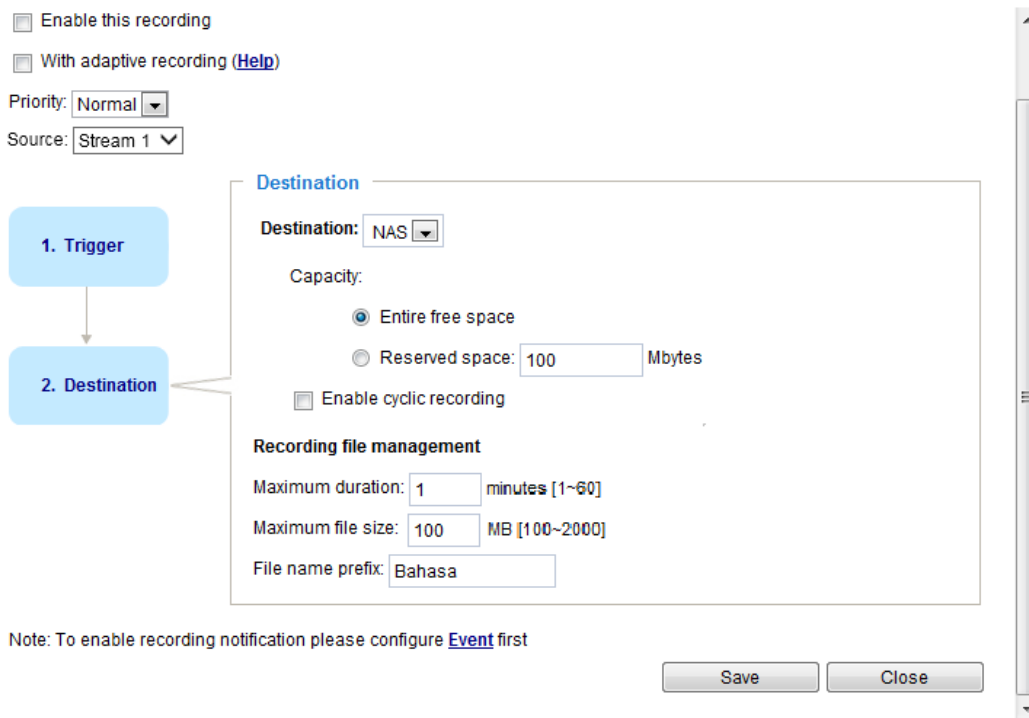 Enable this recording
With adaptive recording (Help)
Priority: Normal
Source: Stream 1
1. Trigger
2. Destination
Destination
Destination: NAS
Capacity:
Entire free space
Reserved space: 100 Mbytes
Enable cyclic recording
Recording file management
Maximum duration: 1 minutes [1~60]
Maximum file size: 100 MB [100~2000]
File name prefix: Bahasa
Note: To enable recording notification please configure Event first
Save Close